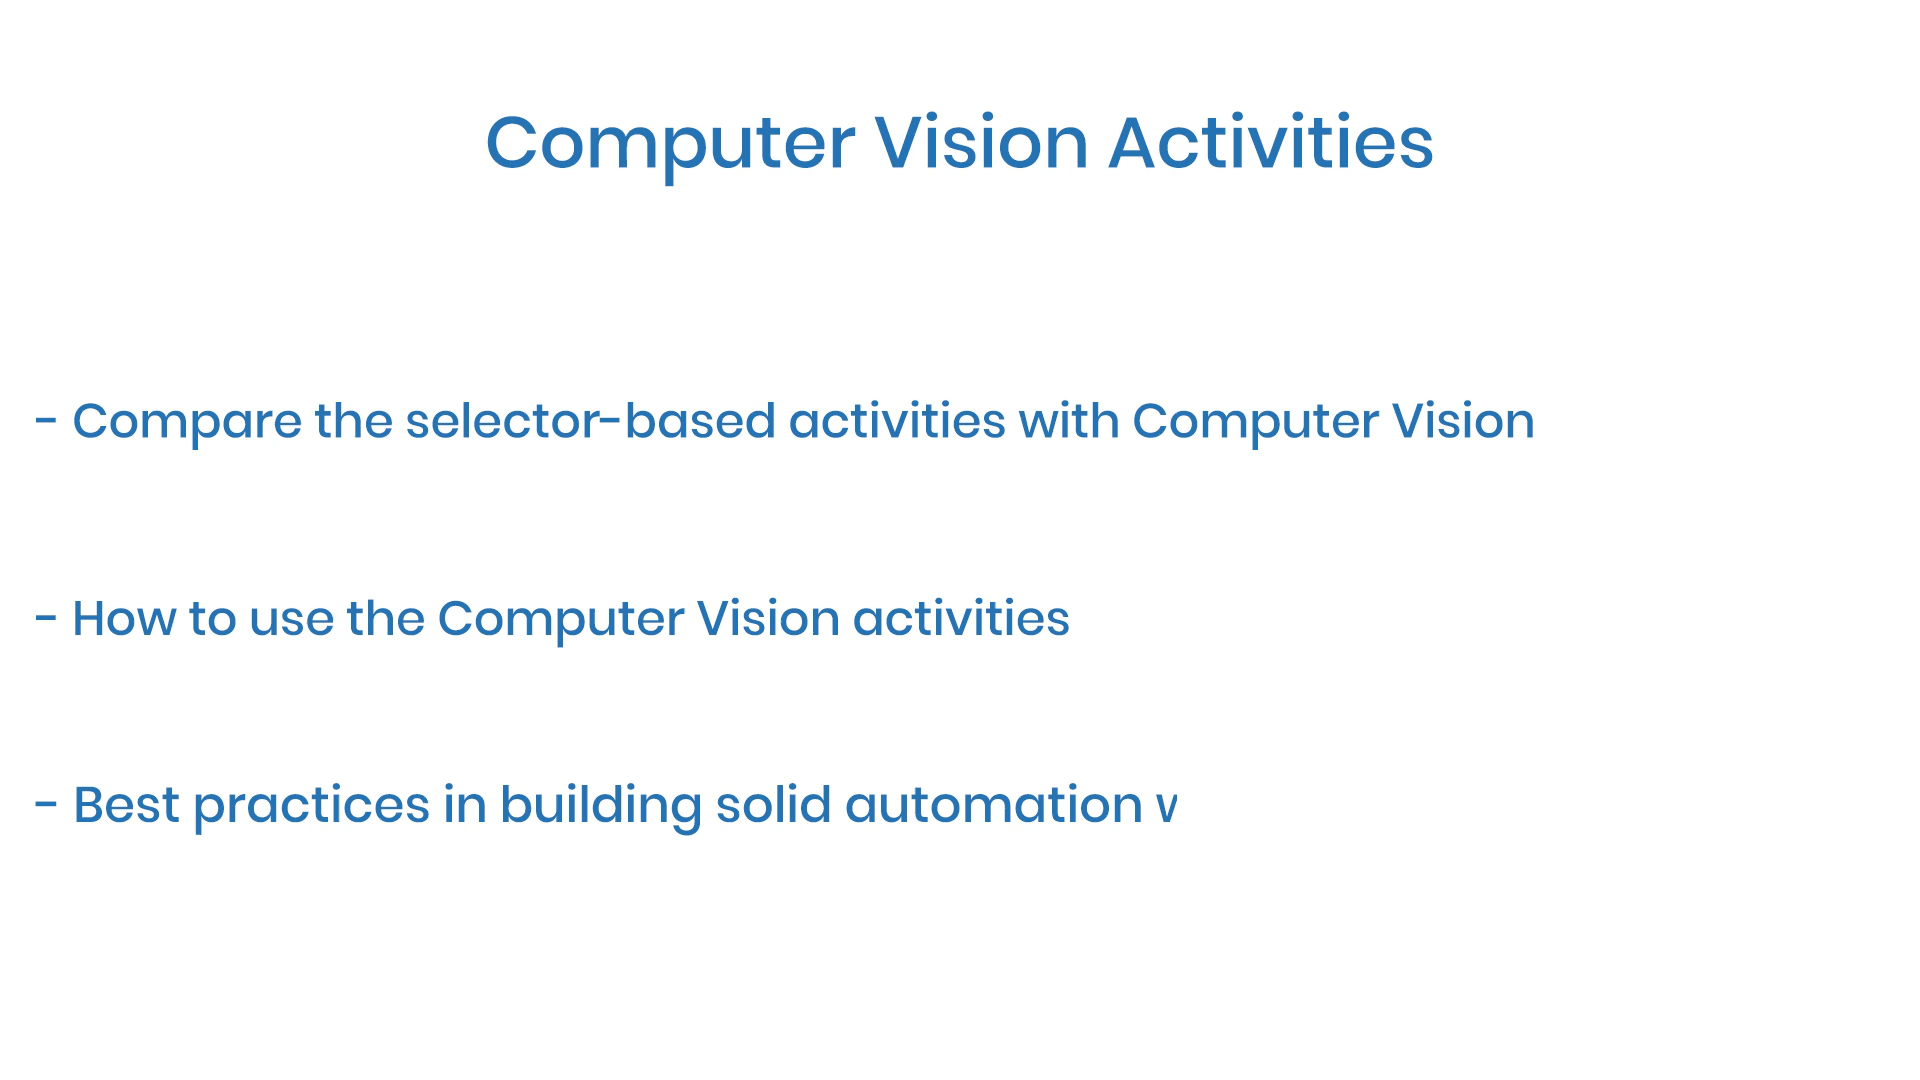 Computer Vision Activities
- Compare the selector-based activities with Computer Vision
- How to use the Computer Vision activities
- Best practices in building solid automation